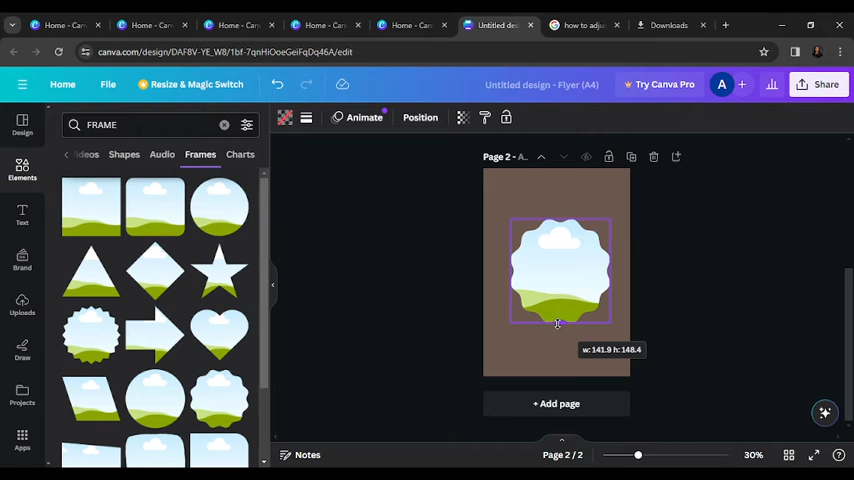 Home - Can
Home - Can
Home - Can
Home - Can
Home - Can
Untitled des
how to adju
Downloads
canva.com/design/DAF8V-YE_W8/1bf-7qnHiOoeGeiFqDq46A/edit
Home
File
Resize & Magic Switch
Untitled design - Flyer (A4)
Try Canva Pro
A
Share
Design
FRAME
Animate
Position
Videos
Shapes
Audio
Frames
Charts
Page 2 - A...
Elements
Text
Brand
Uploads
Draw
Projects
Apps
w: 141.9 h: 148.4
+ Add page
Notes
Page 2 / 2
30%